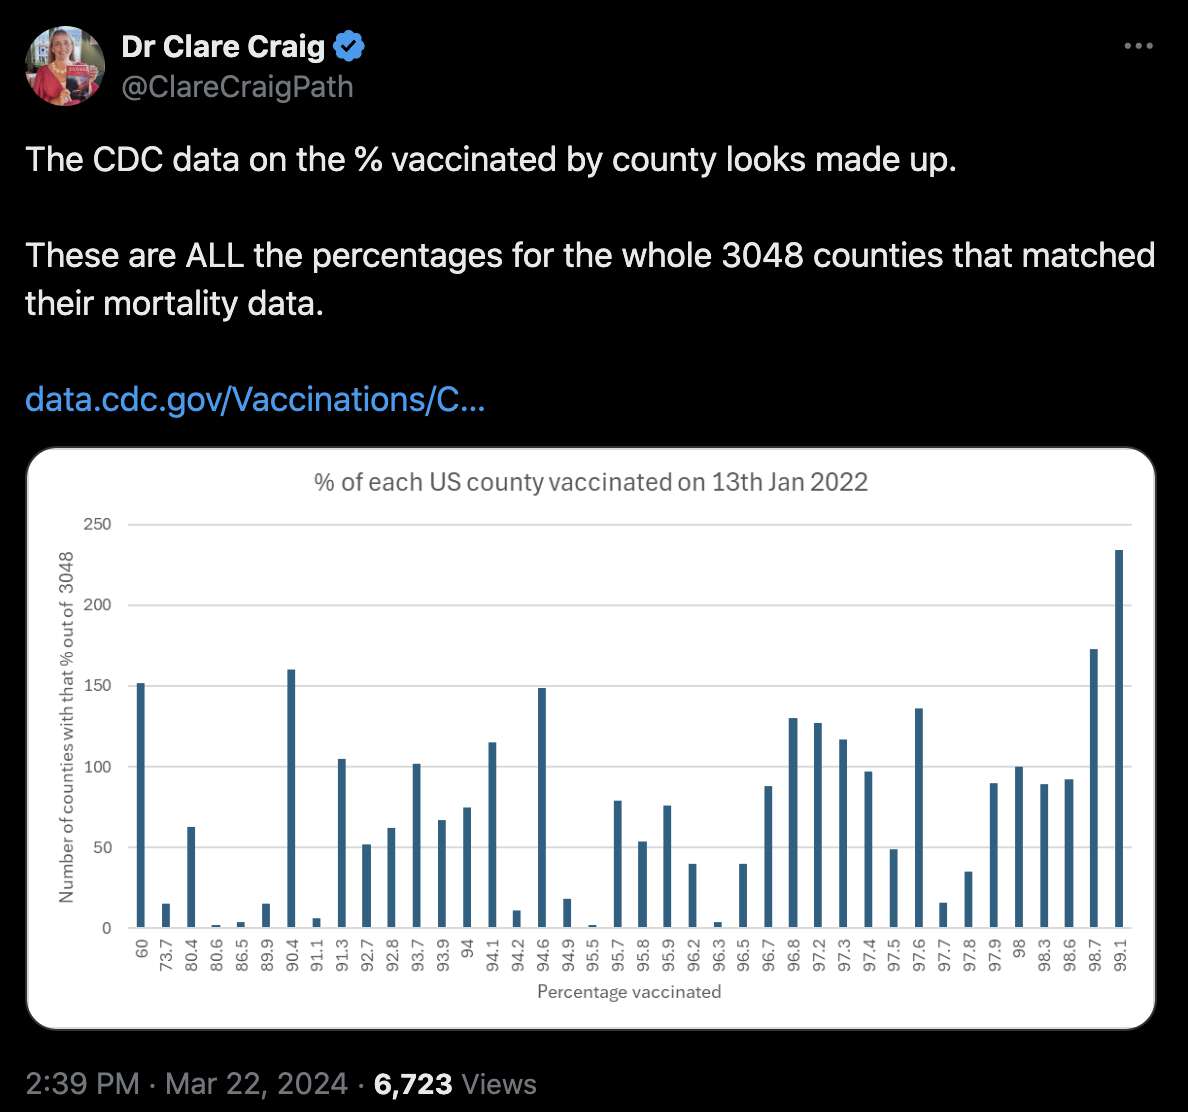 Dr Clare Craig
@ClareCraigPath
The CDC data on the % vaccinated by county looks made up.
These are ALL the percentages for the whole 3048 counties that matched
their mortality data.
data.cdc.gov/Vaccinations/C...
% of each US county vaccinated on 13th Jan 2022
Number of counties with that % out of 3048
250
200
150
100
50
0
60 73.7 80.4 80.6 86.5 89.9 90.4 91.1 91.3 92.7 92.8 93.7 93.9 94 94.1 94.2 94.6 94.9 95.5 95.7 95.8 95.9 96.2 96.3 96.5 96.7 96.8 97.2 97.3 97.4 97.5 97.6 97.7 97.8 97.9 98 98.3 98.6 98.7 99.1
Percentage vaccinated
2:39 PM · Mar 22, 2024 · 6,723 Views